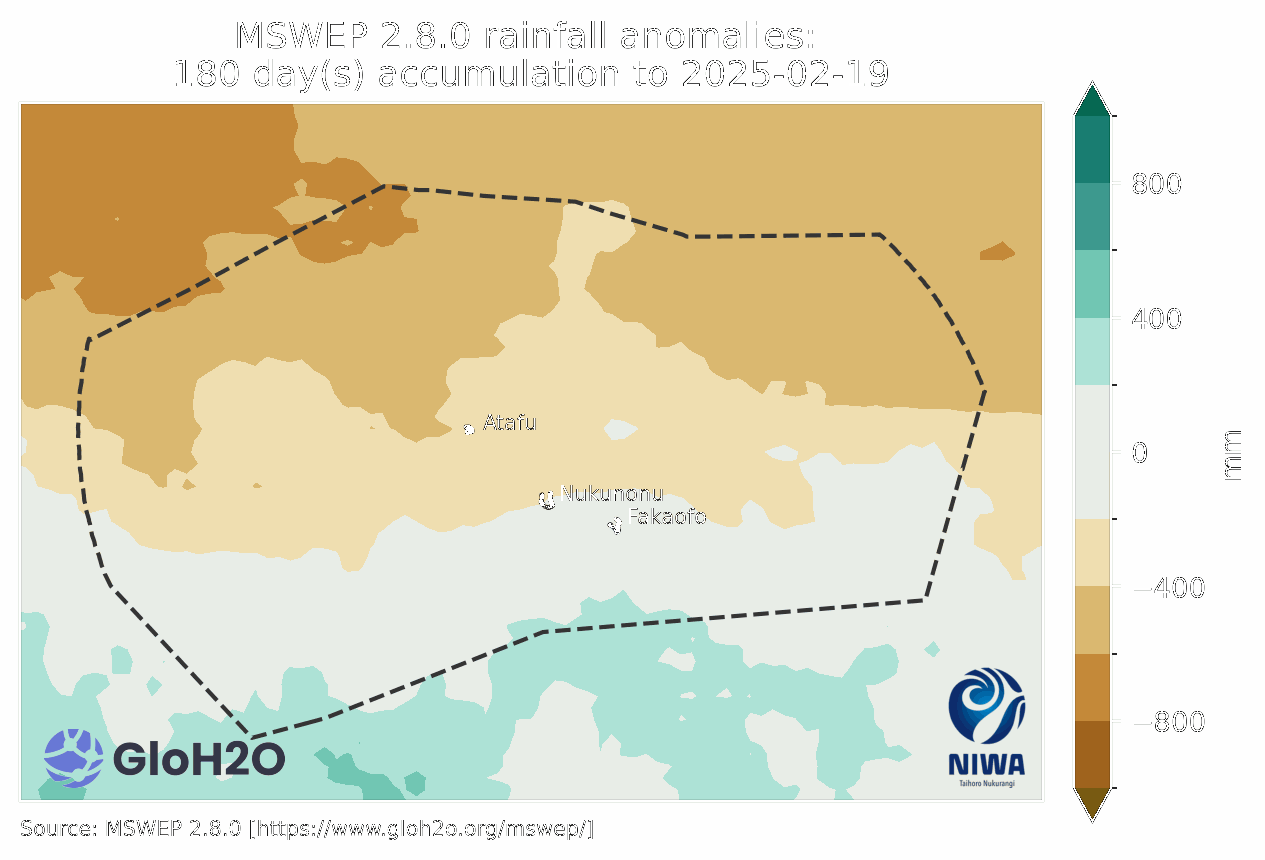 MSWEP 2.8.0 rainfall anomalies:
180 day(s) accumulation to 2025-02-19
800
400
0
−400
−800
mm
Atafu
Nukunonu
Fakaofo
GloH2O
NIWA
Taihoro Nukurangi
Source: MSWEP 2.8.0 [https://www.gloh2o.org/mswep/]